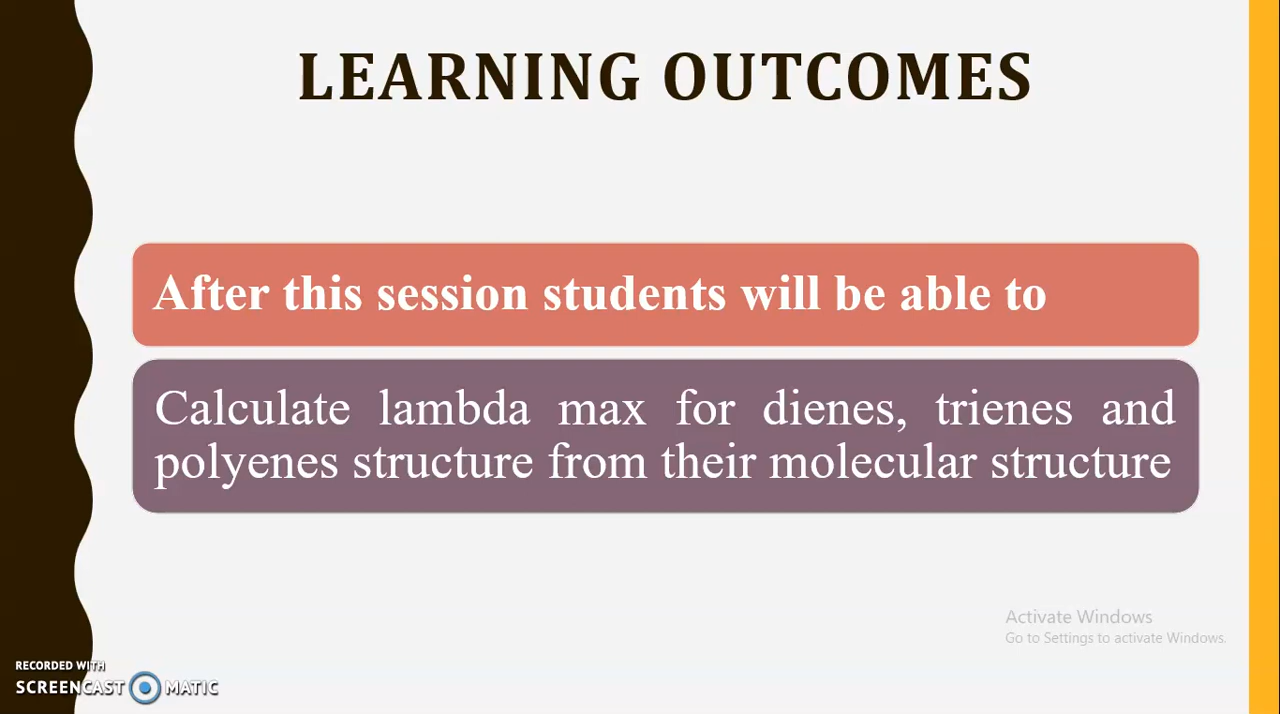 LEARNING OUTCOMES
After this session students will be able to
Calculate lambda max for dienes, trienes and
polyenes structure from their molecular structure
Activate Windows
Go to Settings to activate Windows.
RECORDED WITH
SCREENCAST MATIC